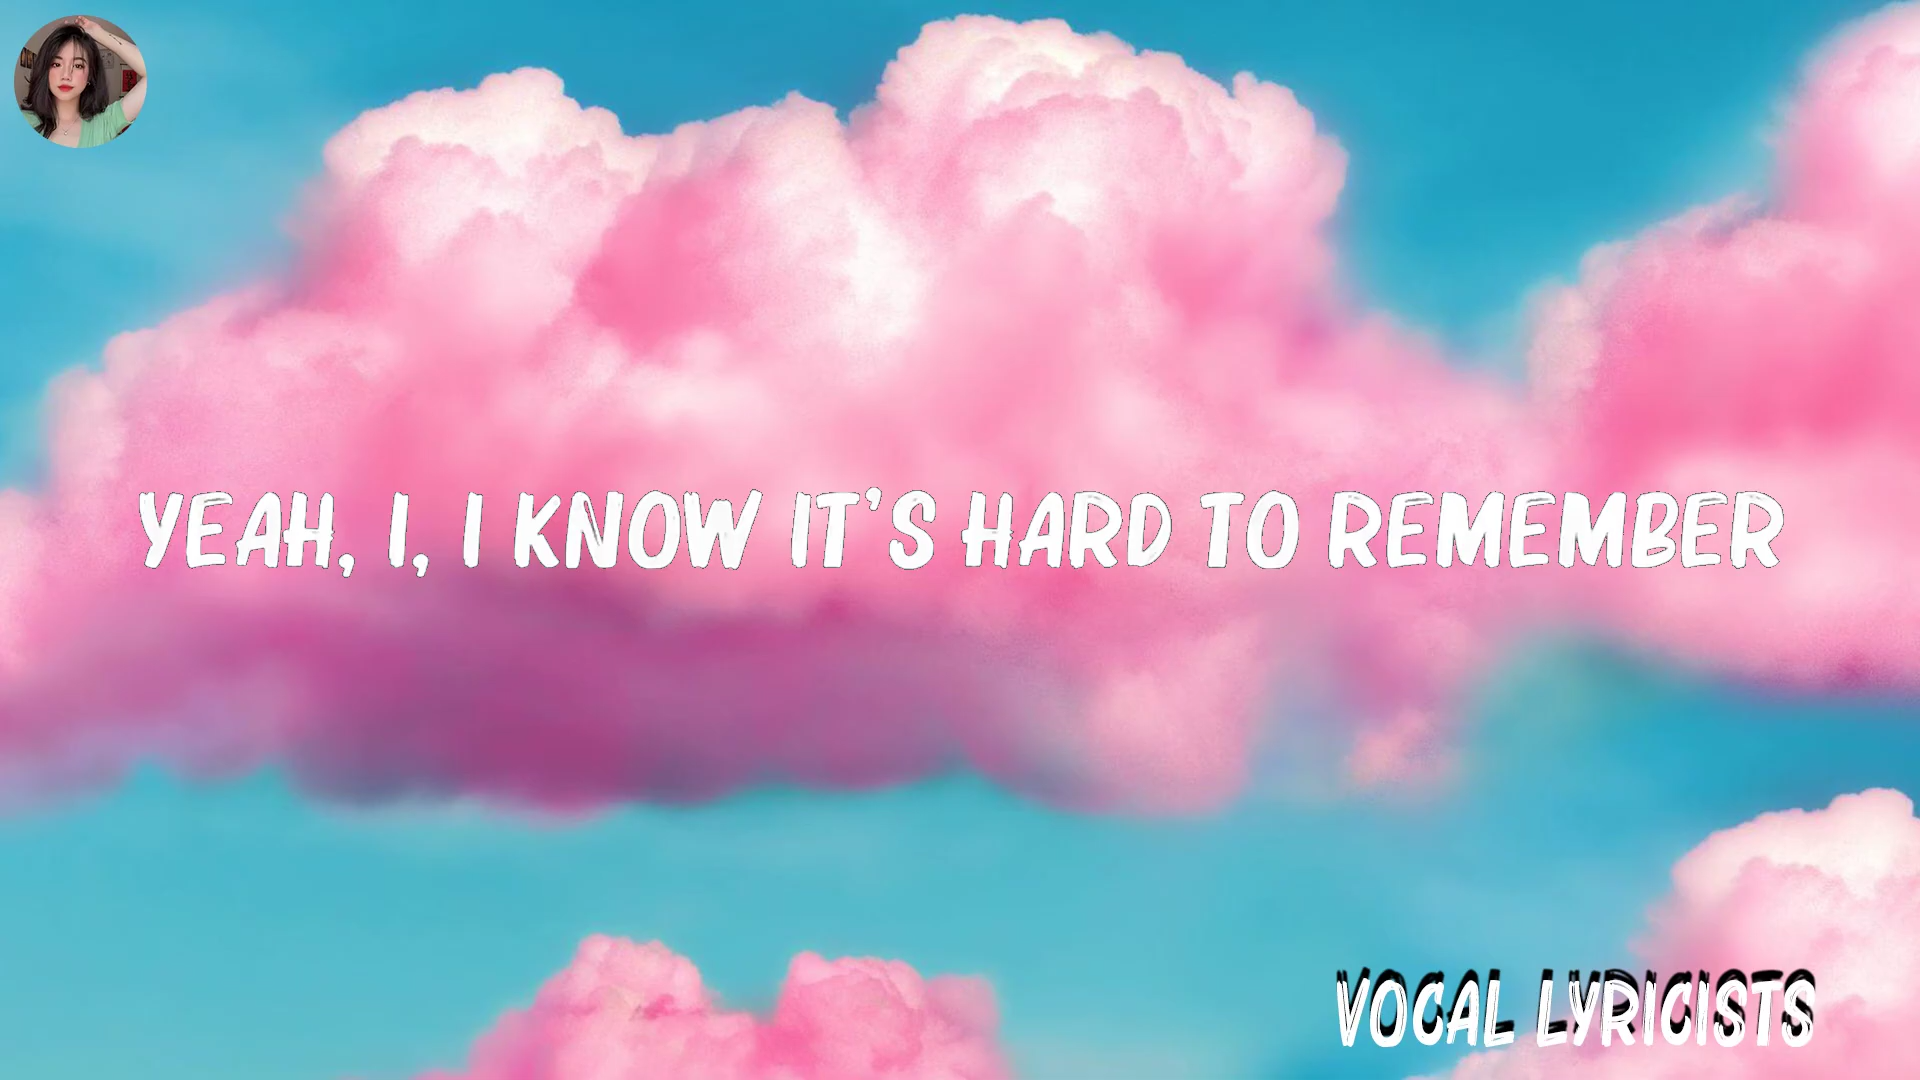 YEAH, I, I KNOW IT'S HARD TO REMEMBER
VOCAL LYRICISTS